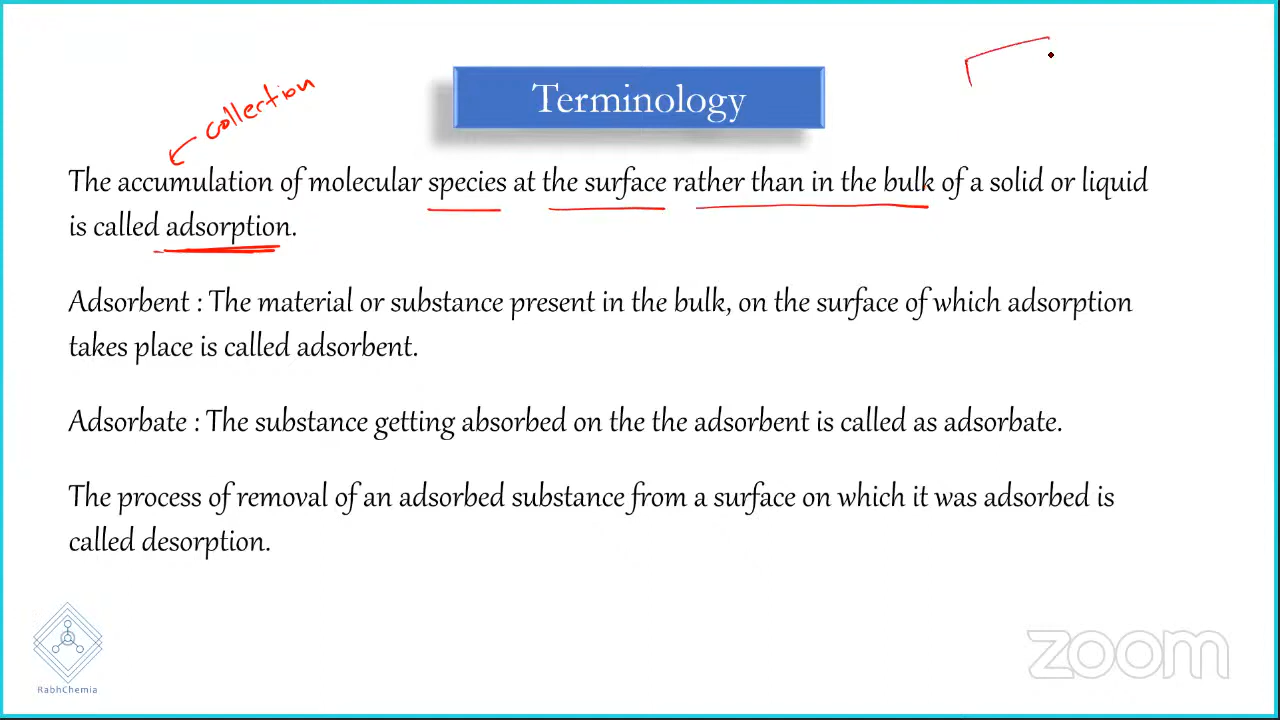 Terminology
collection
The accumulation of molecular species at the surface rather than in the bulk of a solid or liquid
is called adsorption.
Adsorbent : The material or substance present in the bulk, on the surface of which adsorption
takes place is called adsorbent.
Adsorbate : The substance getting absorbed on the the adsorbent is called as adsorbate.
The process of removal of an adsorbed substance from a surface on which it was adsorbed is
called desorption.
RabhChemia
zoom